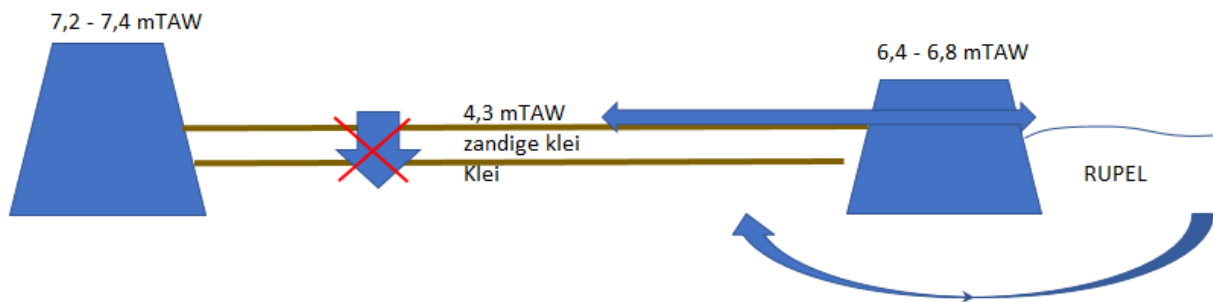 7,2 - 7,4 mTAW
6,4 - 6,8 mTAW
4,3 mTAW
zandige klei
Klei
RUPEL